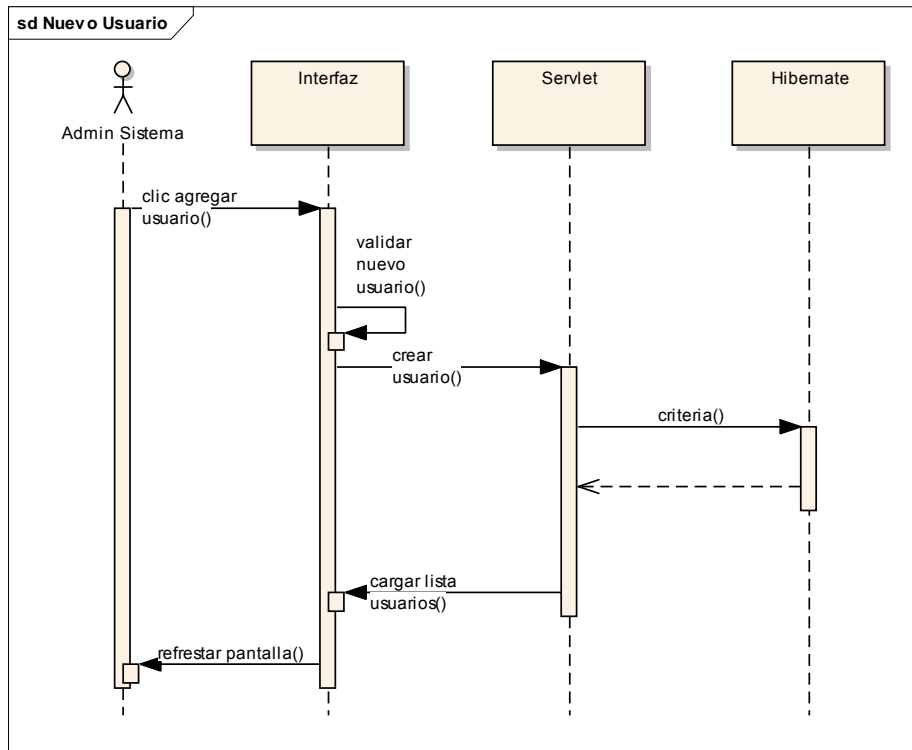 sd Nuevo Usuario
Admin Sistema
Interfaz
Servlet
Hibernate
clic agregar
usuario()
validar
nuevo
usuario()
crear
usuario()
criteria()
cargar lista
usuarios()
refrestar pantalla()